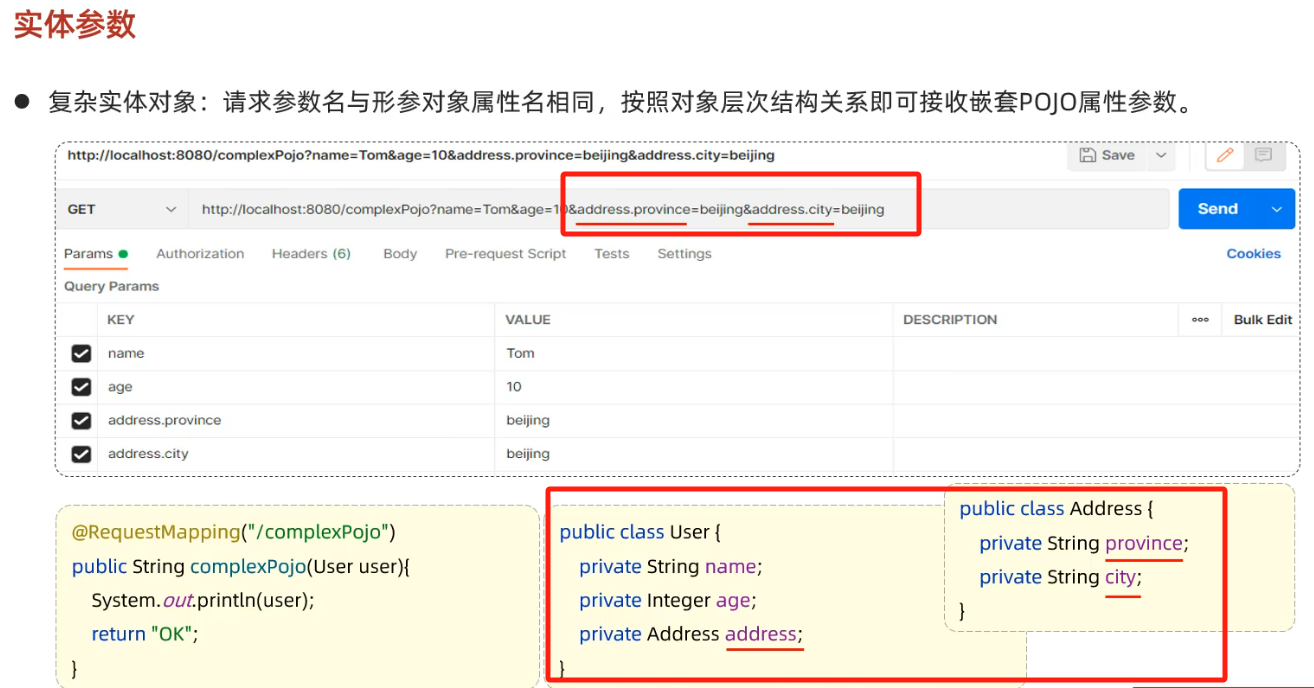 实体参数
● 复杂实体对象：请求参数名与形参对象属性名相同，按照对象层次结构关系即可接收嵌套POJO属性参数。
http://localhost:8080/complexPojo?name=Tom&age=10&address.province=beijing&address.city=beijing
Save
GET http://localhost:8080/complexPojo?name=Tom&age=10&address.province=beijing&address.city=beijing Send
Params Authorization Headers (6) Body Pre-request Script Tests Settings Cookies
Query Params
KEY VALUE DESCRIPTION ooo Bulk Edit
name Tom
age 10
address.province beijing
address.city beijing
@RequestMapping("/complexPojo")
public String complexPojo(User user){
System.out.println(user);
return "OK";
}
public class User {
private String name;
private Integer age;
private Address address;
}
public class Address {
private String province;
private String city;
}